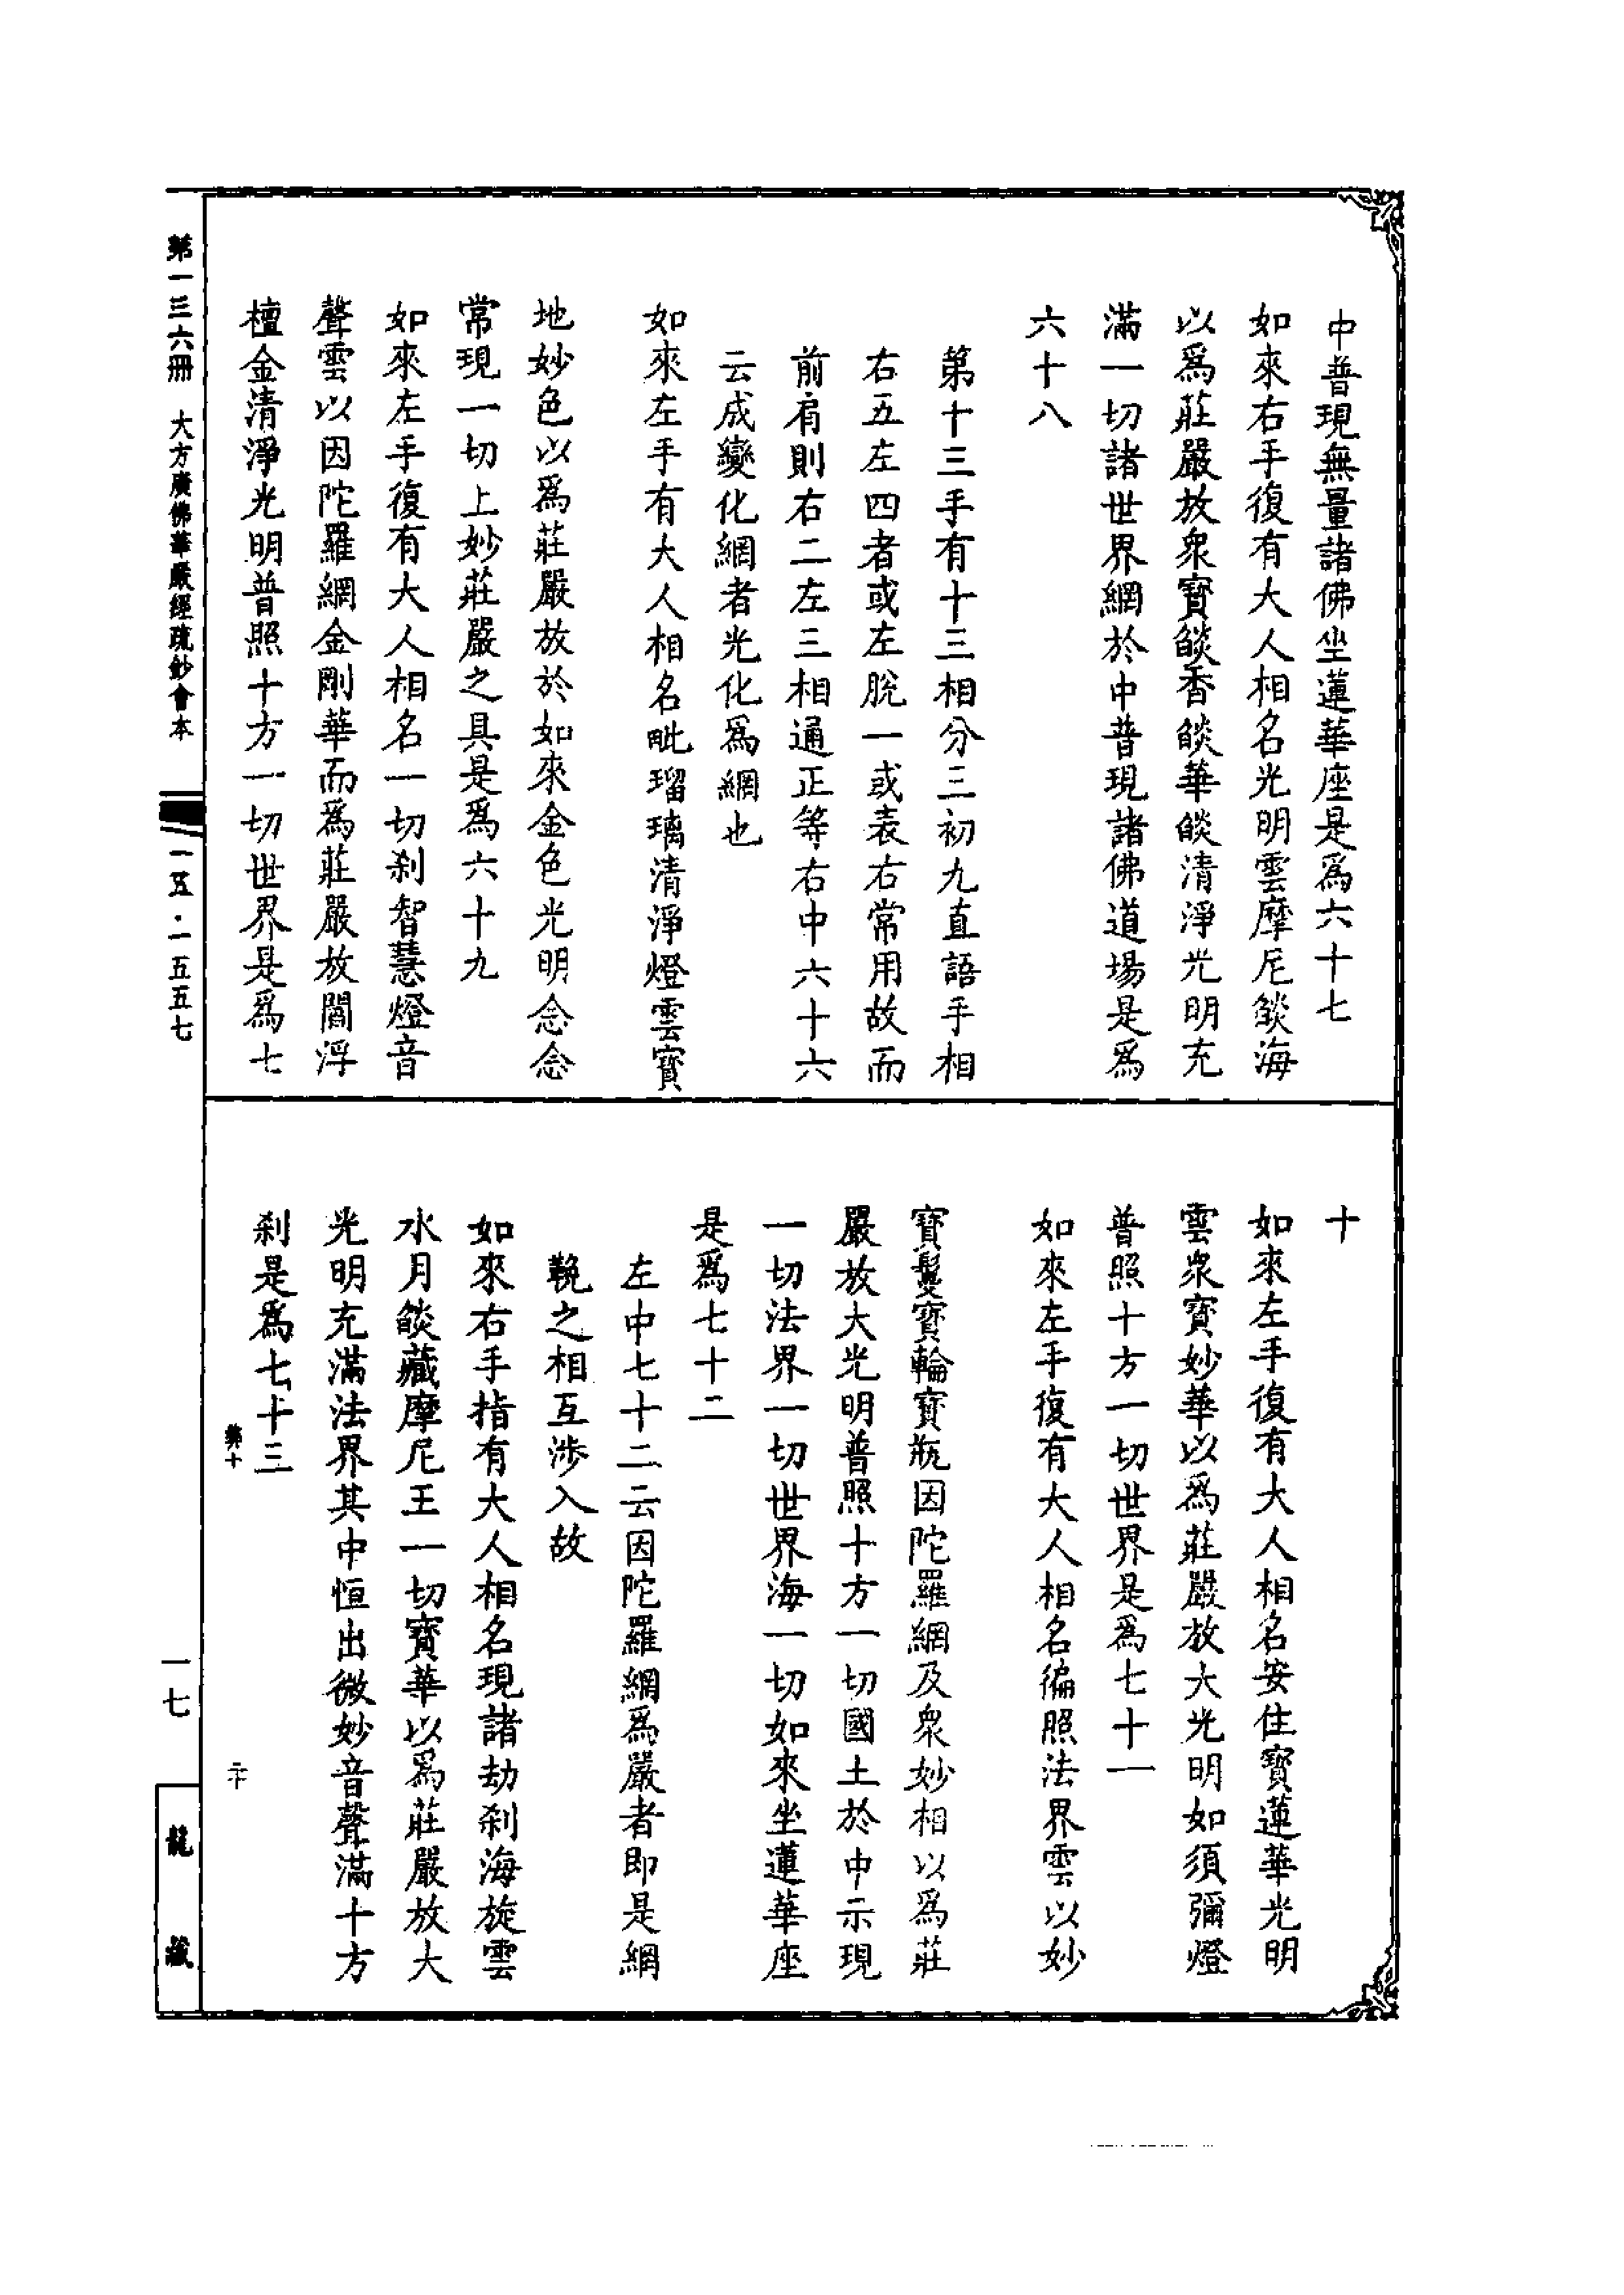 中普現無量諸佛坐蓮華座是爲六十七
如來右手復有大人相名光明雲摩尼燄海
以爲莊嚴放衆寶燄香燄華燄清淨光明充
滿一切諸世界網於中普現諸佛道場是爲
六十八
第十三手有十三相分三初九直語手相
右五左四者或左脫一或表右常用故而
前肩則右二左三相通正等右中六十六
云成變化網者光化爲網也
如來左手有大人相名毗瑠璃清淨燈雲寶
地妙色以爲莊嚴放於如來金色光明念念
常現一切上妙莊嚴之具是爲六十九
如來左手復有大人相名一切刹智慧燈音
聲雲以因陀羅網金剛華而爲莊嚴放閻浮
檀金清淨光明普照十方一切世界是爲七
十
如來左手復有大人相名安住寶蓮華光明
雲衆寶妙華以爲莊嚴放大光明如須彌燈
普照十方一切世界是爲七十一
如來左手復有大人相名徧照法界雲以妙
寶鬘寶輪寶瓶因陀羅網及衆妙相以爲莊
嚴放大光明普照十方一切國土於中示現
一切法界一切世界海一切如來坐蓮華座
是爲七十二
左中七十二云因陀羅網爲嚴者即是網
鞔之相互涉入故
如來右手指有大人相名現諸劫刹海旋雲
水月燄藏摩尼王一切寶華以爲莊嚴放大
光明充滿法界其中恒出微妙音聲滿十方
刹是爲七十三
第一三六冊 大方廣佛華嚴經疏鈔會本
一五·一五五七
一七
龍藏